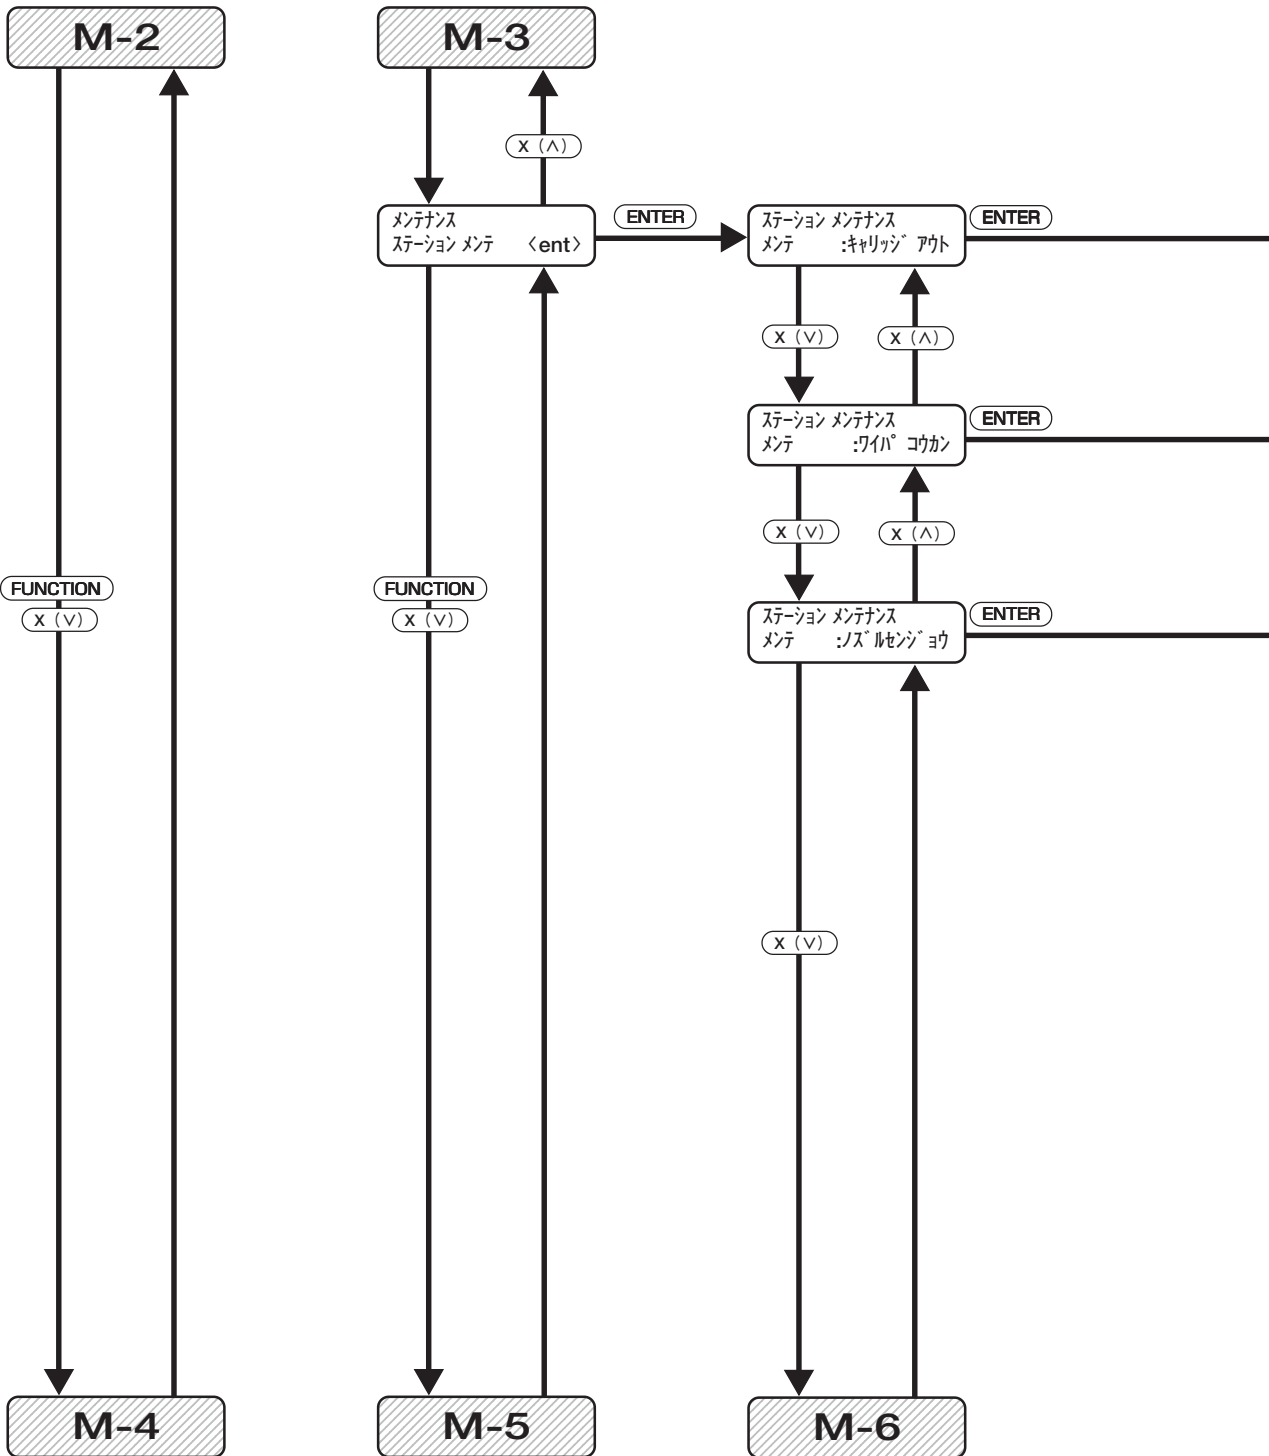 M-2
M-3
X (∧)
ﾒﾝﾃﾅﾝｽ
ｽﾃｰｼｮﾝ ﾒﾝﾃ 〈ent〉
ENTER
ｽﾃｰｼｮﾝ ﾒﾝﾃﾅﾝｽ
ﾒﾝﾃ :ｷｬﾘｯｼﾞ ｱｳﾄ
ENTER
X (∨)
X (∧)
ｽﾃｰｼｮﾝ ﾒﾝﾃﾅﾝｽ
ﾒﾝﾃ :ﾜｲﾊﾟ ｺｳｶﾝ
ENTER
X (∨)
X (∧)
FUNCTION
X (∨)
FUNCTION
X (∨)
ｽﾃｰｼｮﾝ ﾒﾝﾃﾅﾝｽ
ﾒﾝﾃ :ﾉｽﾞﾙｾﾝｼﾞｮｳ
ENTER
X (∨)
M-4
M-5
M-6